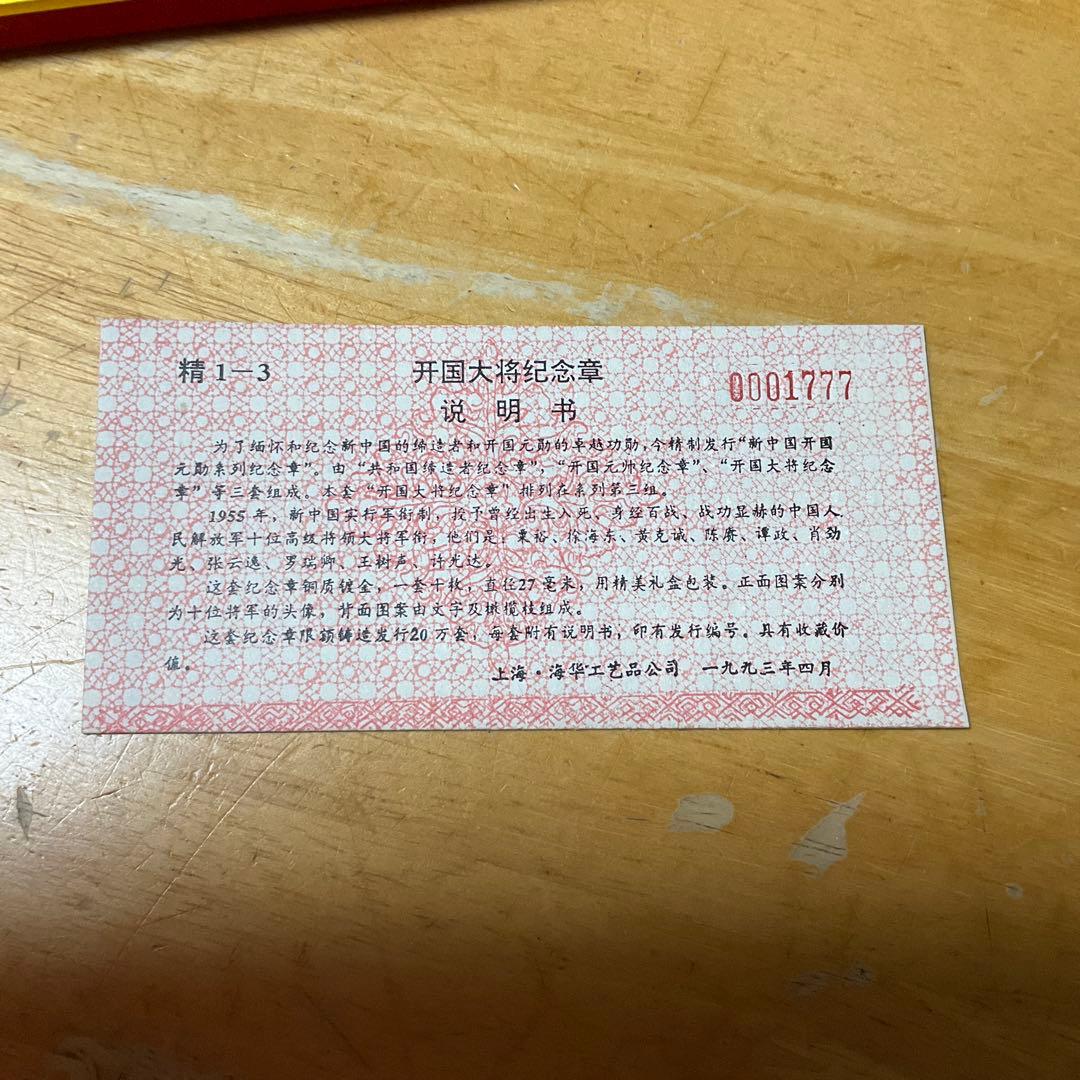 精 1—3
开国大将纪念章
0001777
说 明 书
为了缅怀和纪念新中国的缔造者和开国元勋的卓越功勋,今精制发行“新中国开国
元勋系列纪念章”。由“共和国缔造者纪念章”,“开国元帅纪念章”、“开国大将纪念
章”等三套组成。本套“开国大将纪念章”排列在系列第三组。
1955年,新中国实行军衔制,授予曾经出生入死、身经百战、战功显赫的中国人
民解放军十位高级将领大将军衔,他们是:粟裕、徐海东、黄克诚、陈赓、谭政、肖劲
光、张云逸、罗瑞卿、王树声、许光达。
这套纪念章铜质镀金,一套十枚,直径27毫米,用精美礼盒包装。正面图案分别
为十位将军的头像,背面图案由文字及橄榄枝组成。
这套纪念章限额铸造发行20万套,每套附有说明书,印有发行编号。具有收藏价
值。
上海·海华工艺品公司 一九九三年四月